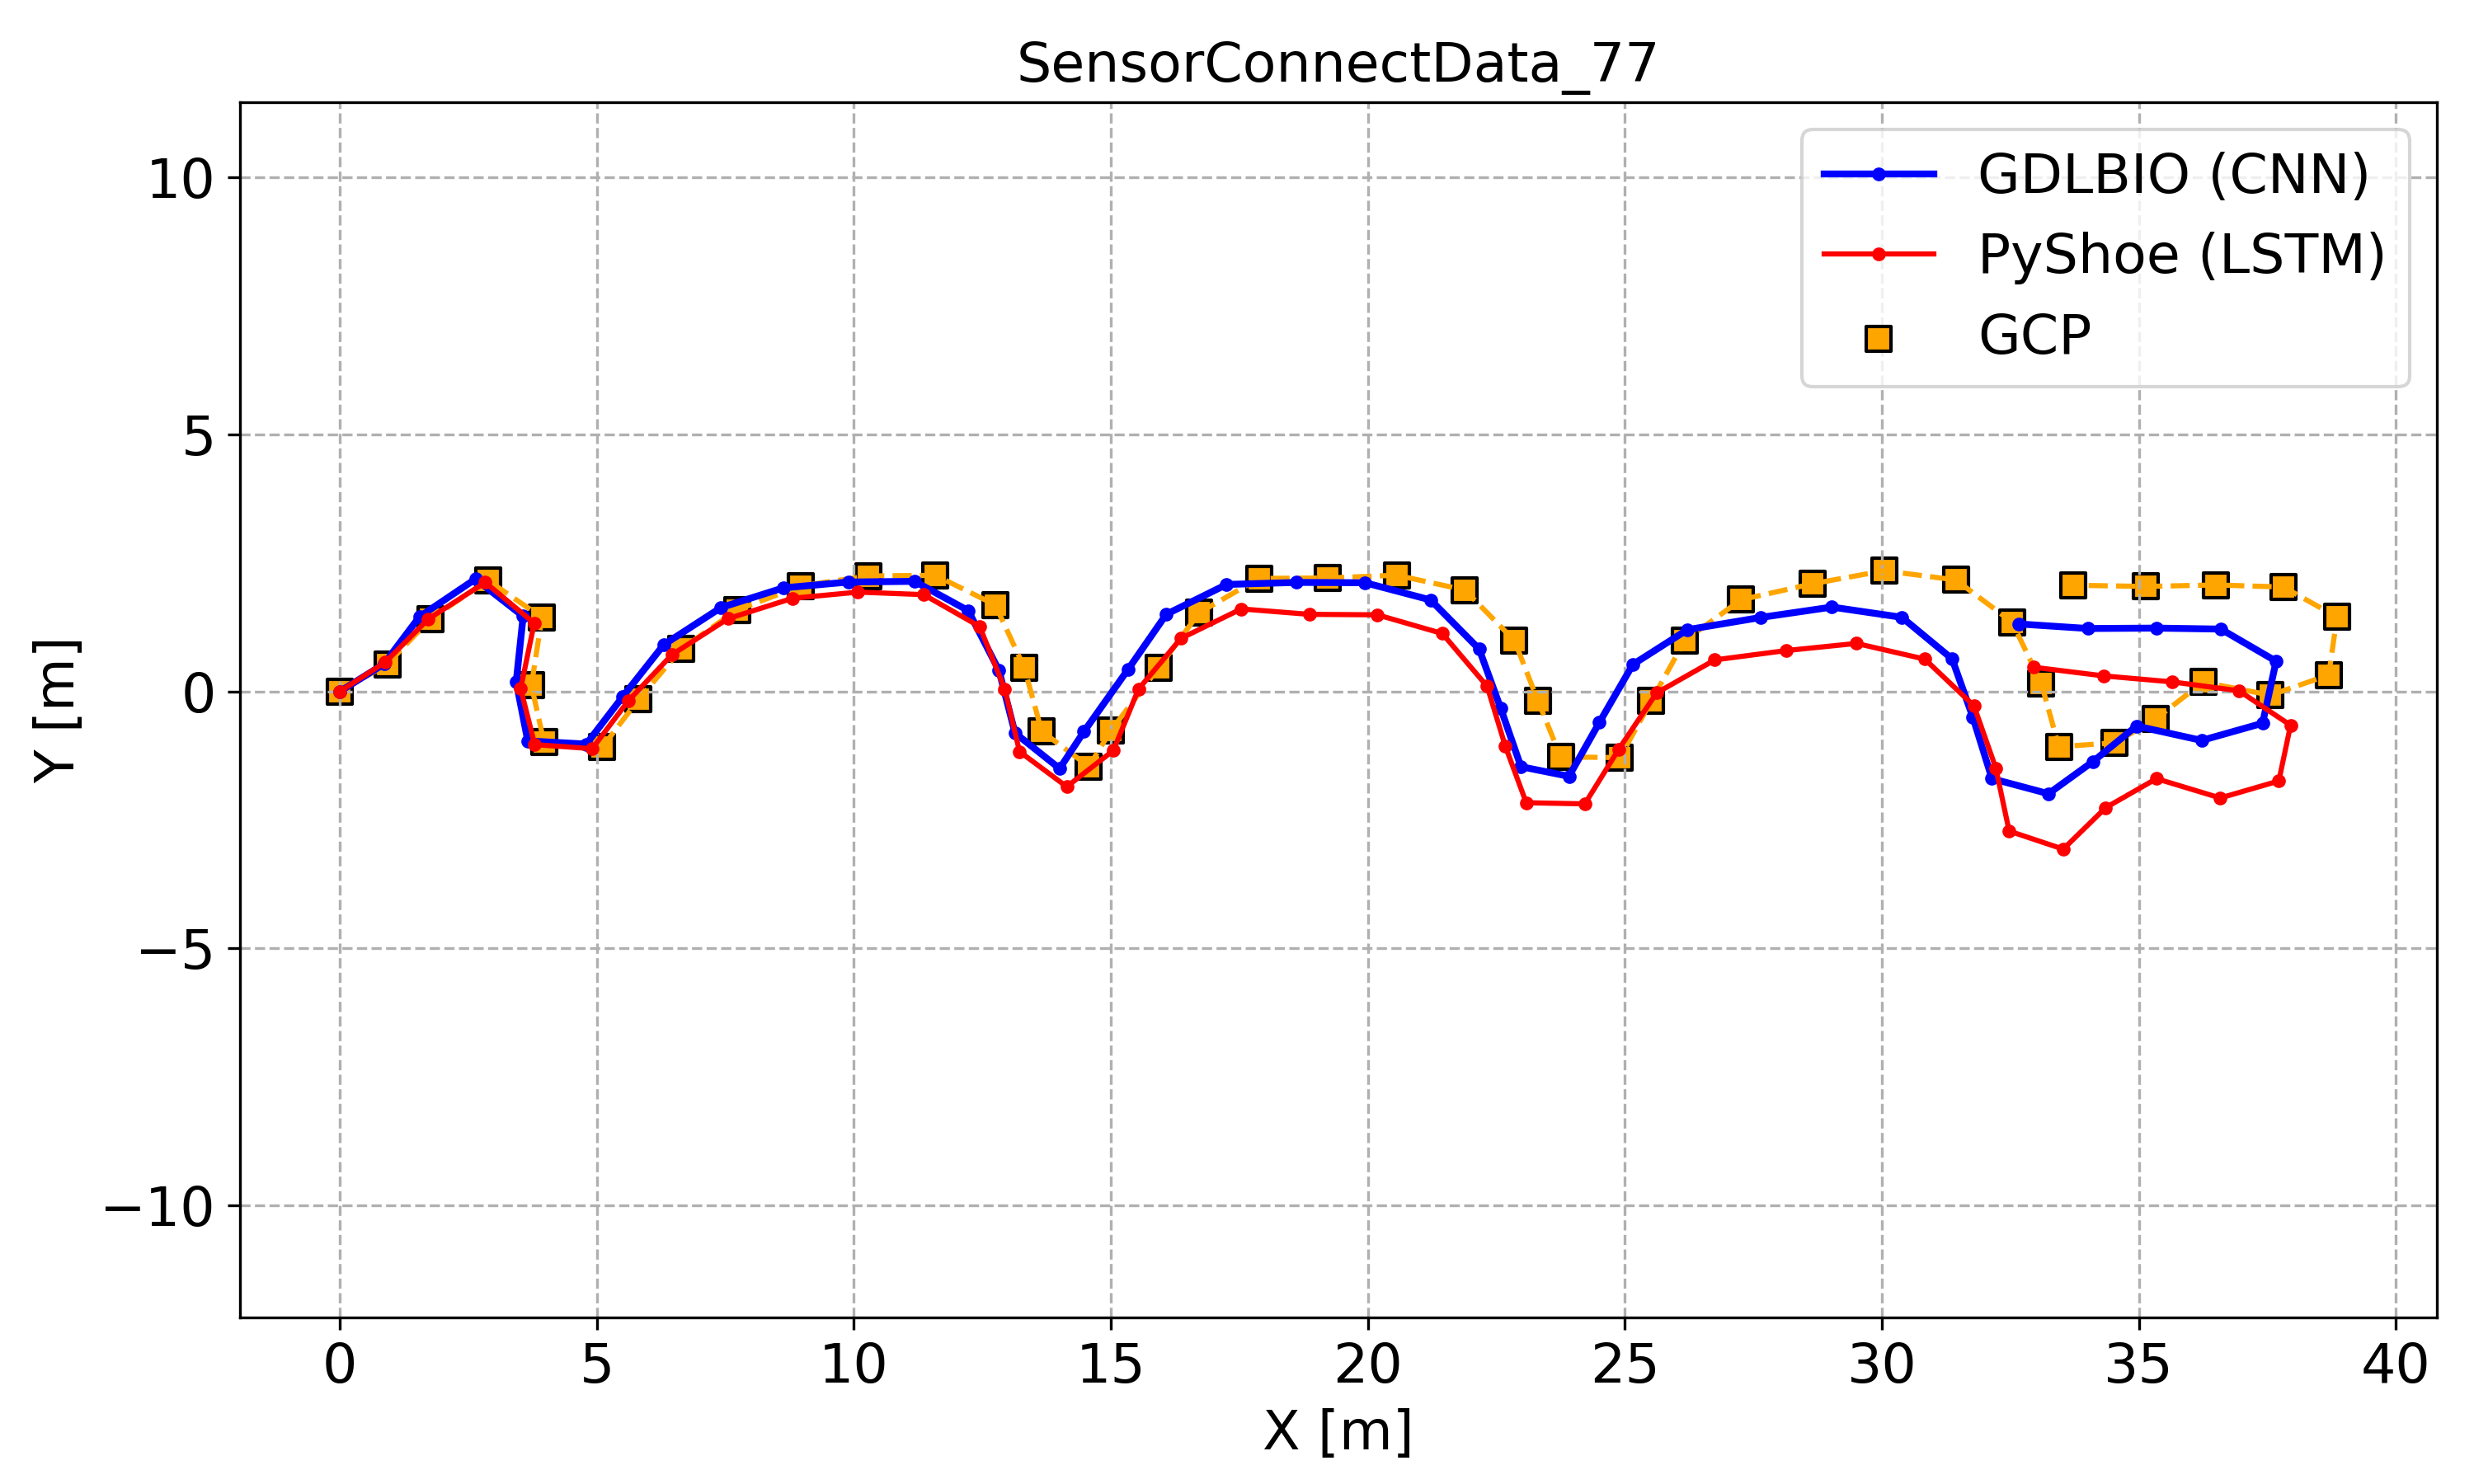 SensorConnectData_77
GDLBIO (CNN)
PyShoe (LSTM)
GCP
10
5
0
−5
−10
Y [m]
0 5 10 15 20 25 30 35 40
X [m]